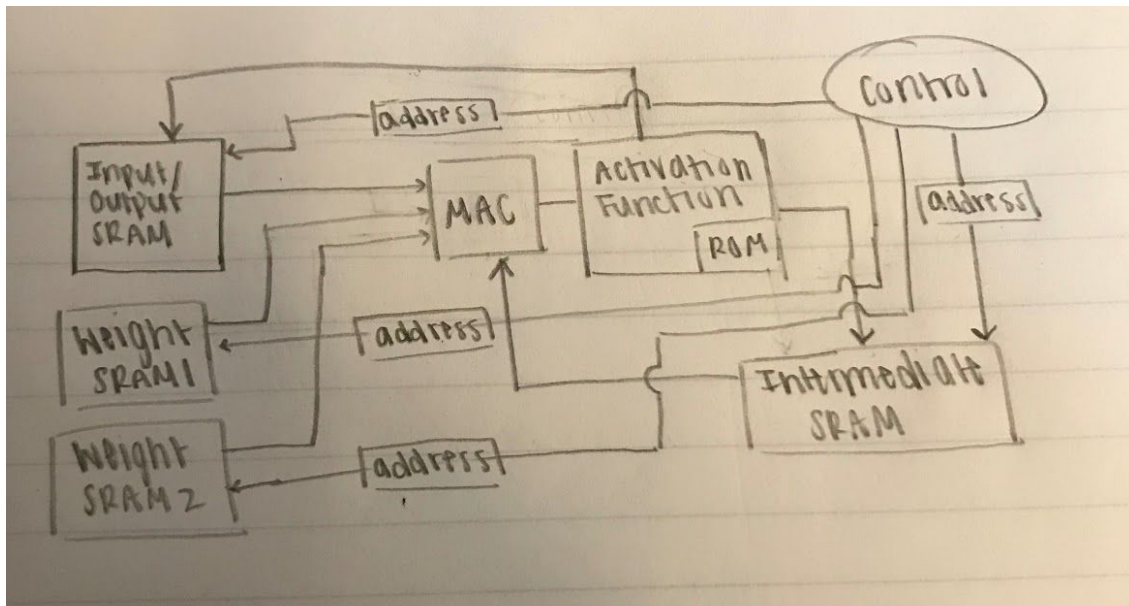 control
address
Input/
Output
SRAM
MAC
Activation
Function
ROM
address
Weight
SRAM1
address
Intermediate
SRAM
Weight
SRAM2
address